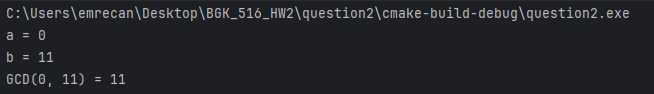 C:\Users\emrecan\Desktop\BGK_516_HW2\question2\cmake-build-debug\question2.exe
a = 0
b = 11
GCD(0, 11) = 11